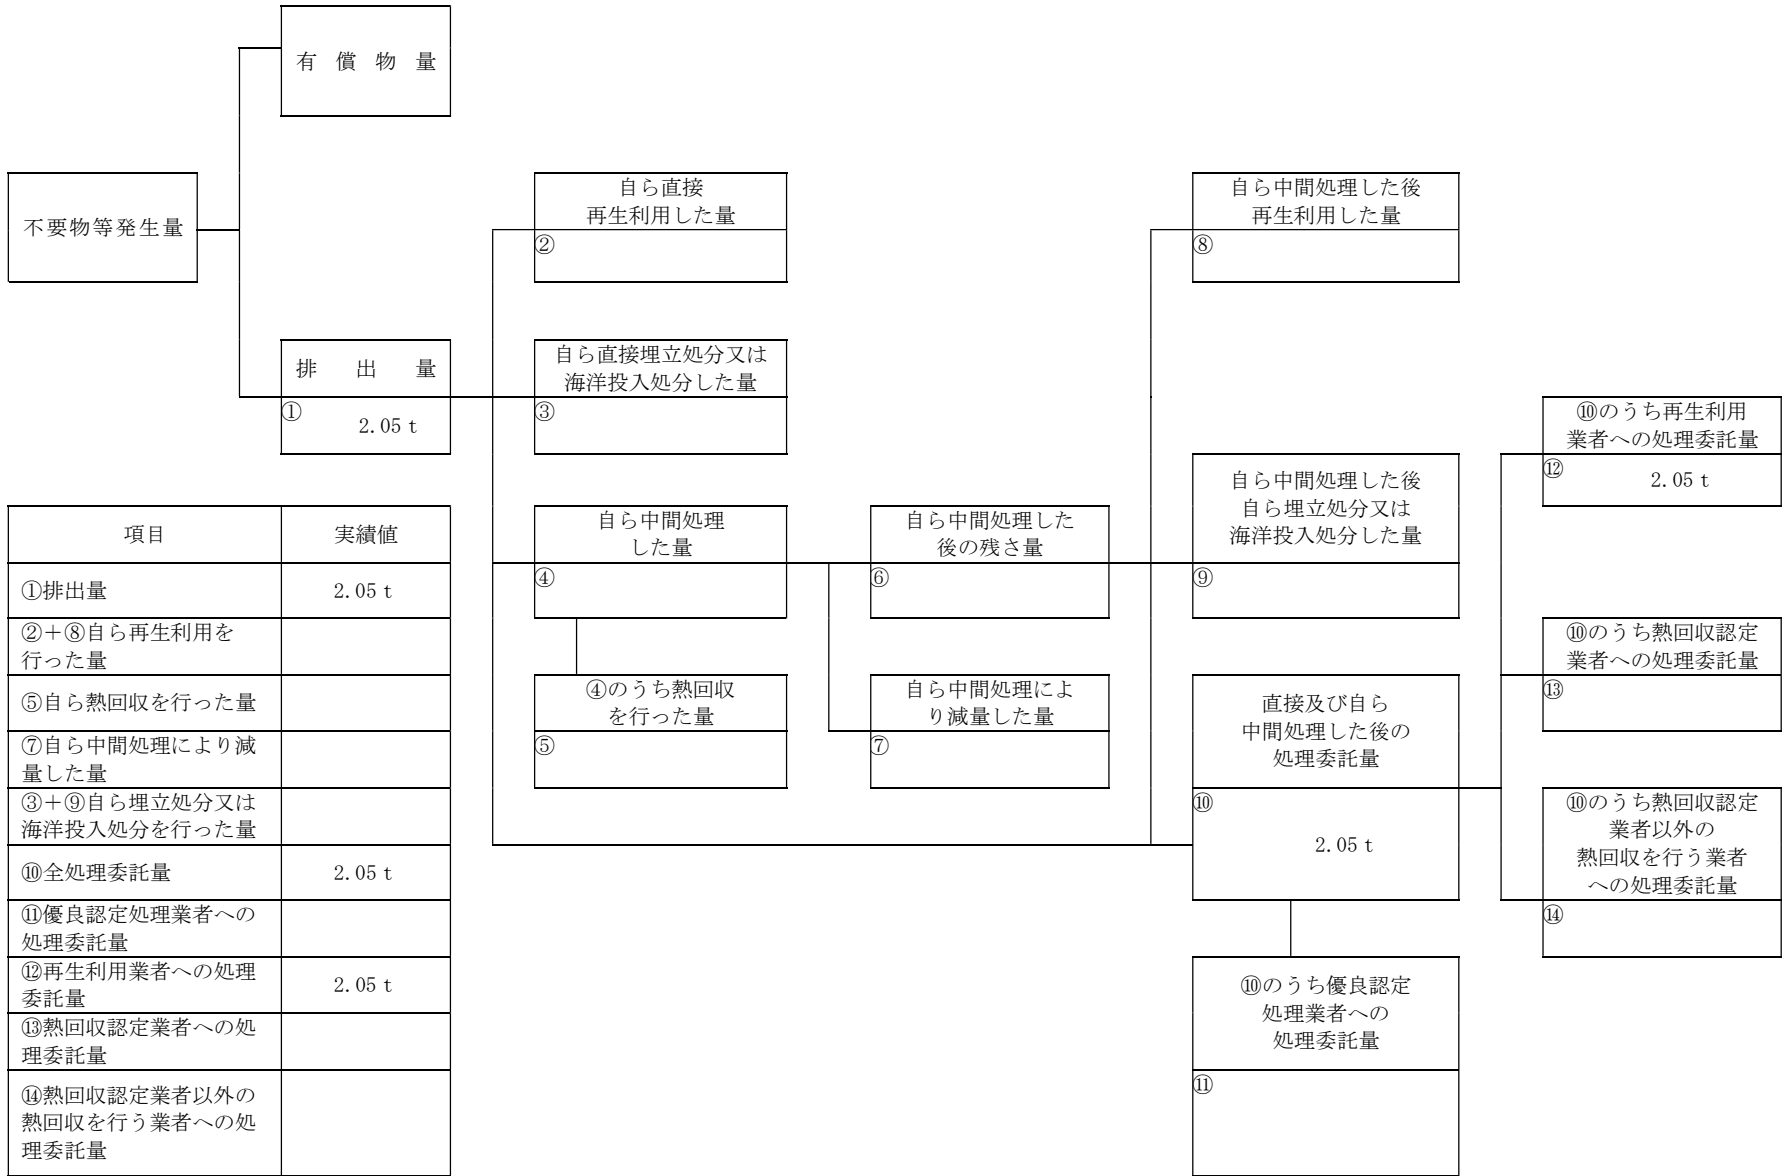 有償物量
不要物等発生量
自ら直接
再生利用した量
②
自ら中間処理した後
再生利用した量
⑧
排出量
①
2.05 t
自ら直接埋立処分又は
海洋投入処分した量
③
⑩のうち再生利用
業者への処理委託量
⑫
2.05 t
自ら中間処理した後
自ら埋立処分又は
海洋投入処分した量
⑨
自ら中間処理
した量
④
自ら中間処理した
後の残さ量
⑥
⑩のうち熱回収認定
業者への処理委託量
⑬
④のうち熱回収
を行った量
⑤
自ら中間処理によ
り減量した量
⑦
直接及び自ら
中間処理した後の
処理委託量
⑩
2.05 t
⑩のうち熱回収認定
業者以外の
熱回収を行う業者
への処理委託量
⑭
⑩のうち優良認定
処理業者への
処理委託量
⑪
項目 実績値
①排出量 2.05 t
②＋⑧自ら再生利用を
行った量
⑤自ら熱回収を行った量
⑦自ら中間処理により減
量した量
③＋⑨自ら埋立処分又は
海洋投入処分を行った量
⑩全処理委託量 2.05 t
⑪優良認定処理業者への
処理委託量
⑫再生利用業者への処理
委託量 2.05 t
⑬熱回収認定業者への処
理委託量
⑭熱回収認定業者以外の
熱回収を行う業者への処
理委託量